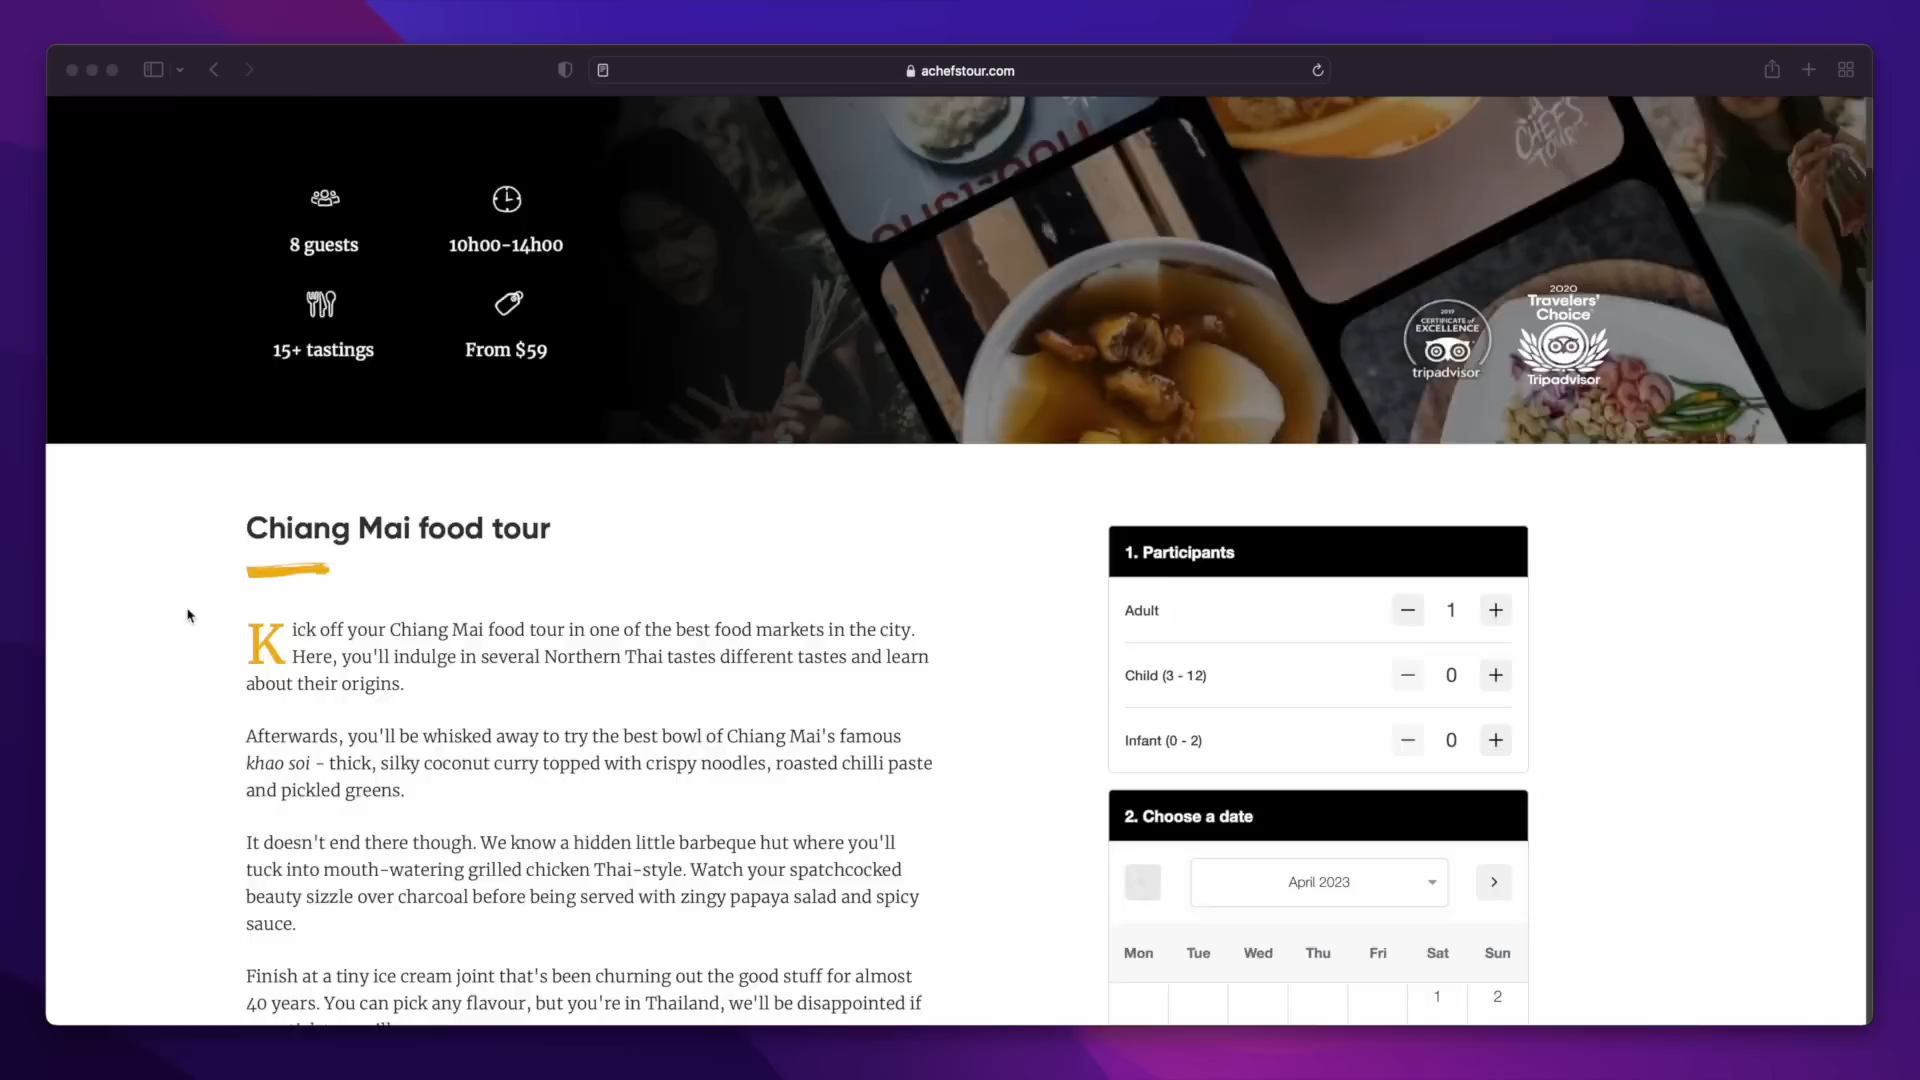 achefstour.com
CHEFS
TOUR
8 guests
10h00-14h00
15+ tastings
From $59
2019
CERTIFICATE of
EXCELLENCE
tripadvisor
2020
Travelers'
Choice
Tripadvisor
Chiang Mai food tour
Kick off your Chiang Mai food tour in one of the best food markets in the city.
Here, you'll indulge in several Northern Thai tastes different tastes and learn
about their origins.
Afterwards, you'll be whisked away to try the best bowl of Chiang Mai's famous
khao soi - thick, silky coconut curry topped with crispy noodles, roasted chilli paste
and pickled greens.
It doesn't end there though. We know a hidden little barbeque hut where you'll
tuck into mouth-watering grilled chicken Thai-style. Watch your spatchcocked
beauty sizzle over charcoal before being served with zingy papaya salad and spicy
sauce.
Finish at a tiny ice cream joint that's been churning out the good stuff for almost
40 years. You can pick any flavour, but you're in Thailand, we'll be disappointed if
1. Participants
Adult 1
Child (3 - 12) 0
Infant (0 - 2) 0
2. Choose a date
April 2023
Mon Tue Wed Thu Fri Sat Sun
1 2